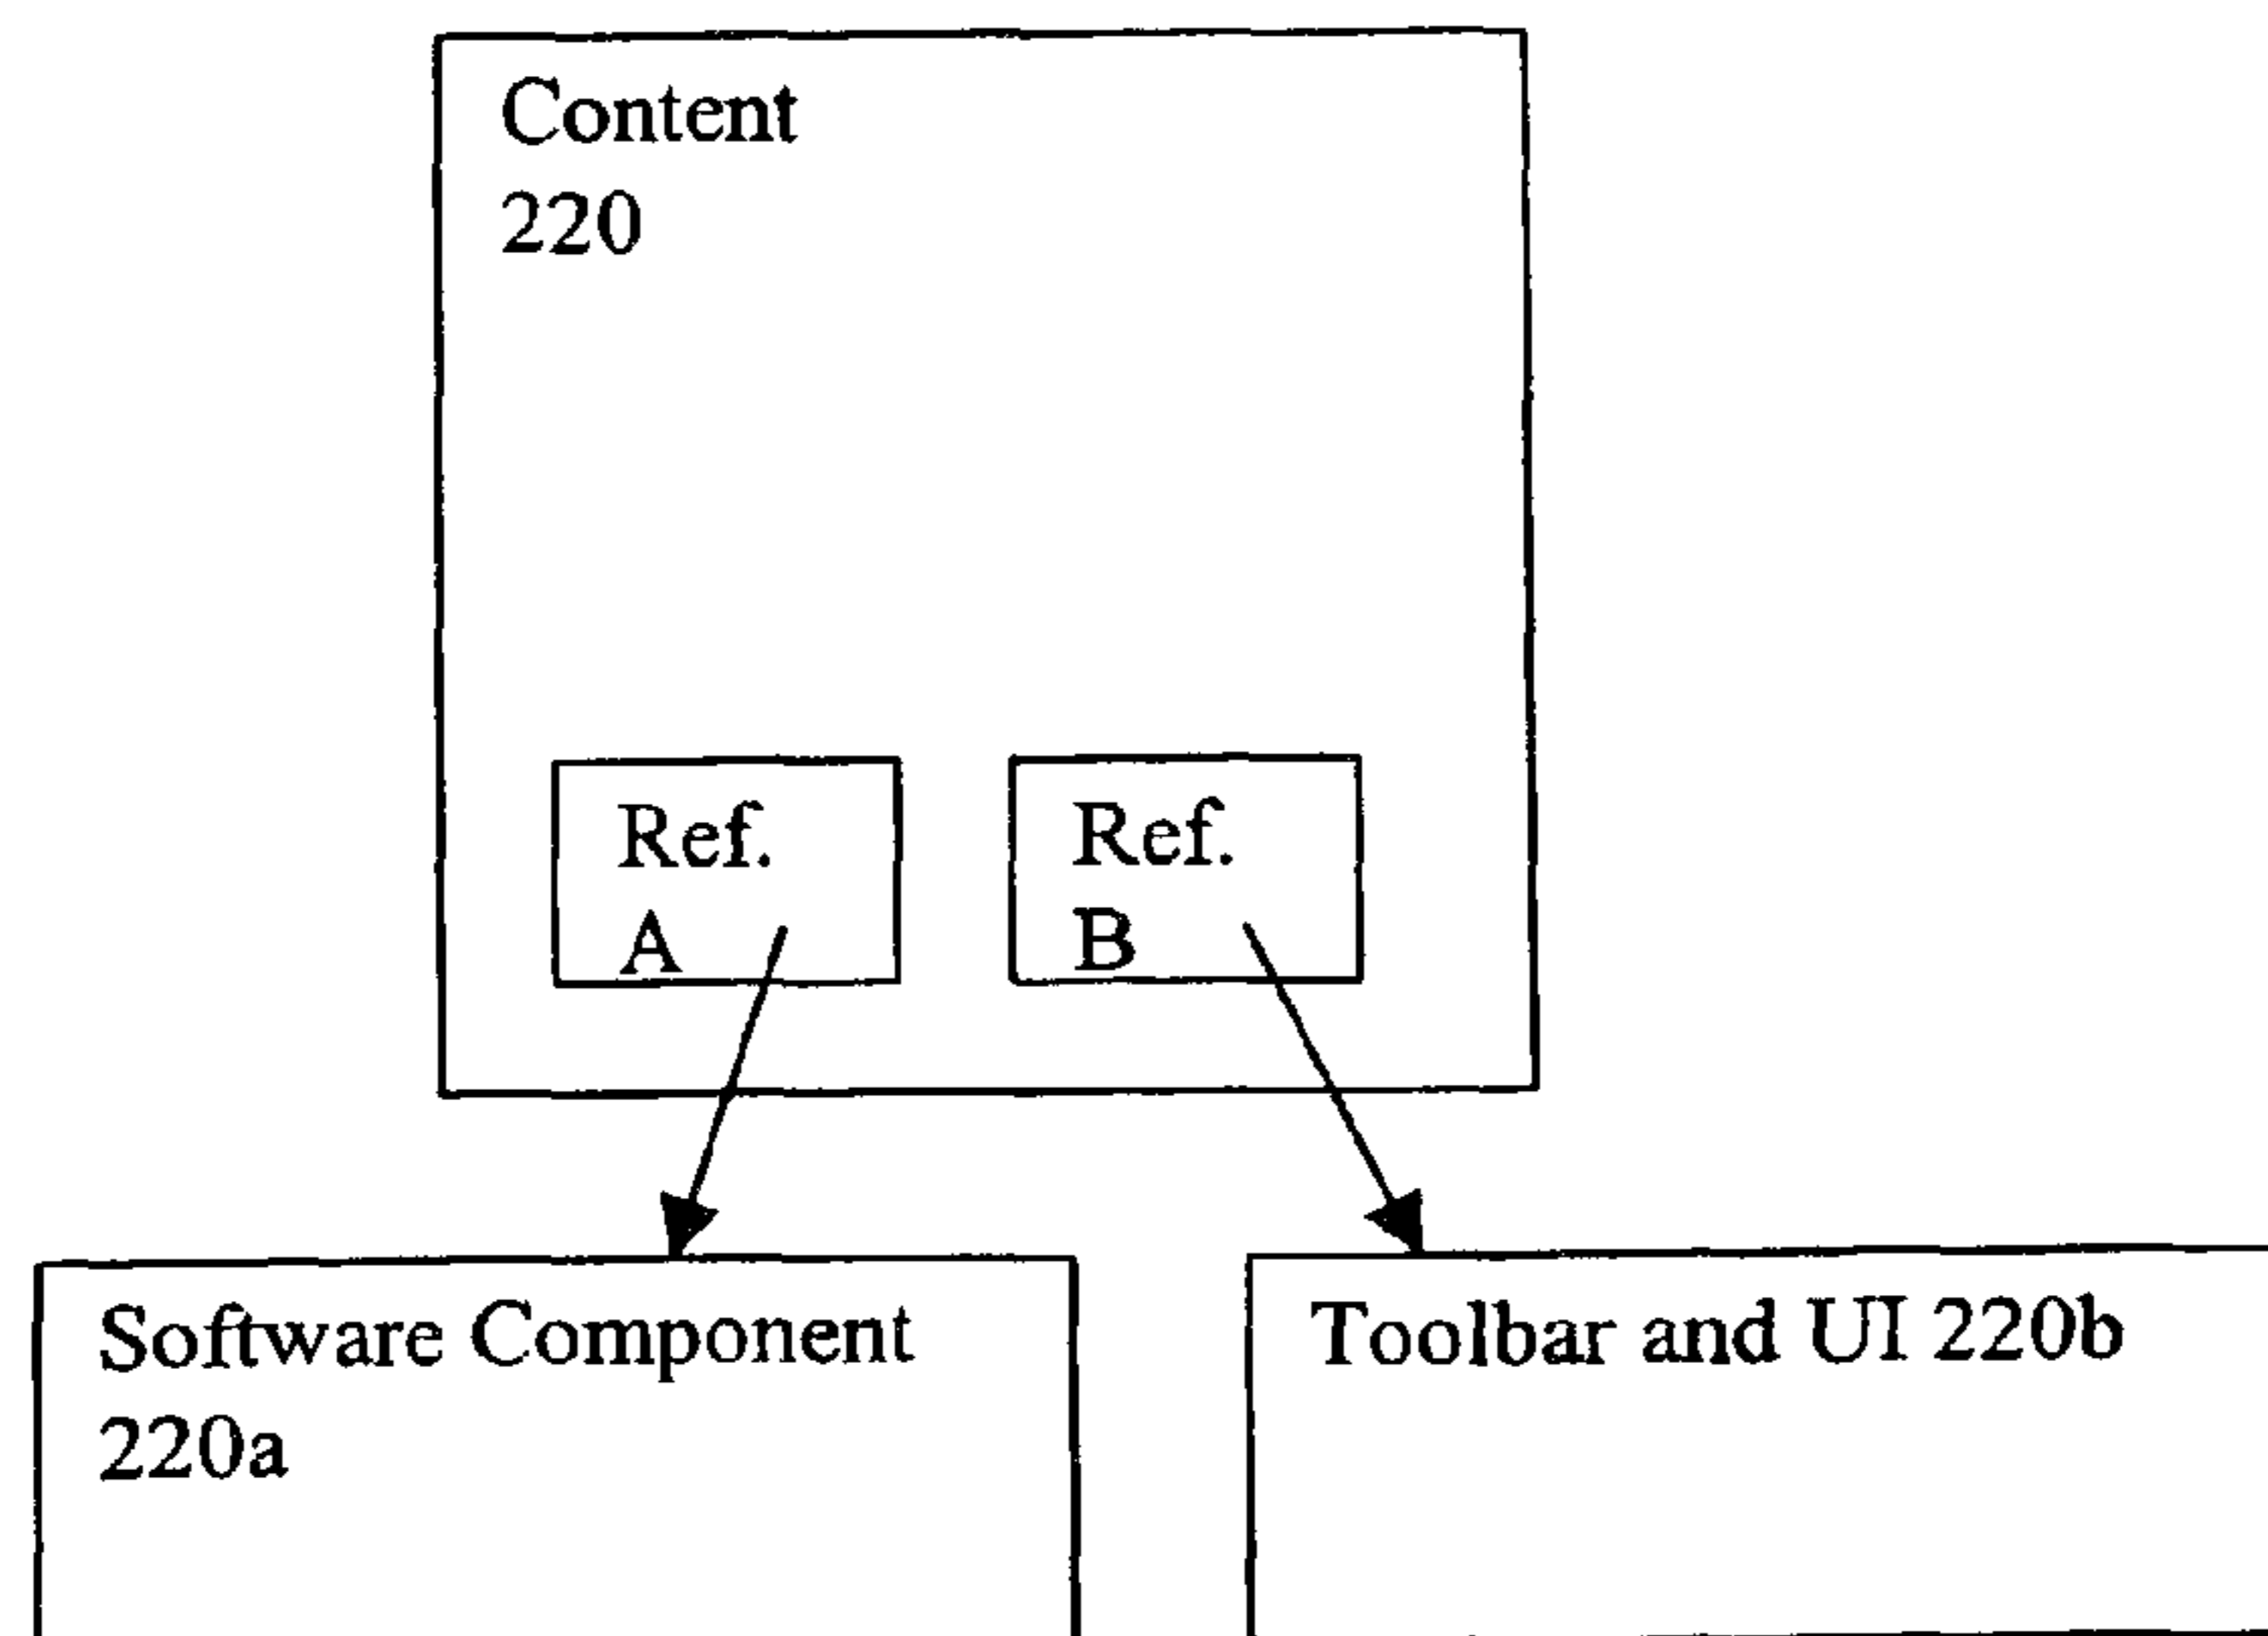 Content
220
Ref.
A
Ref.
B
Software Component
220a
Toolbar and UI 220b